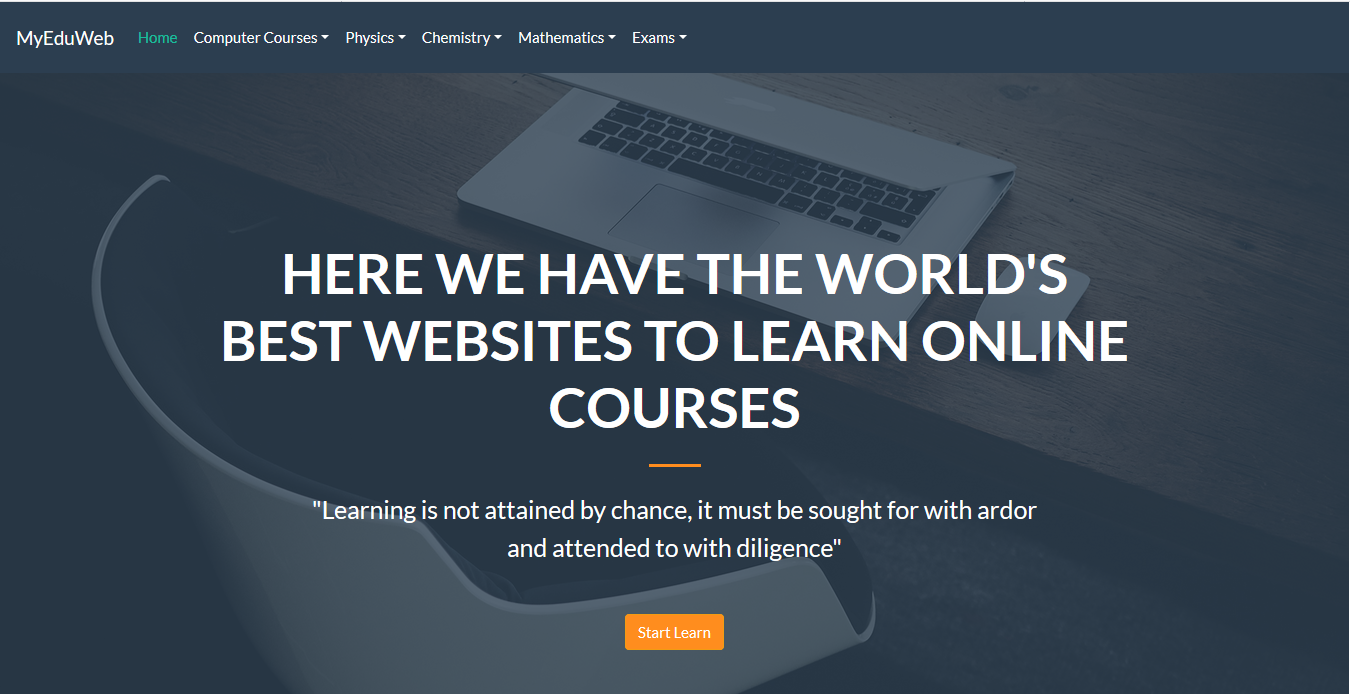 MyEduWeb Home Computer Courses Physics Chemistry Mathematics Exams
HERE WE HAVE THE WORLD'S
BEST WEBSITES TO LEARN ONLINE
COURSES
"Learning is not attained by chance, it must be sought for with ardor
and attended to with diligence"
Start Learn